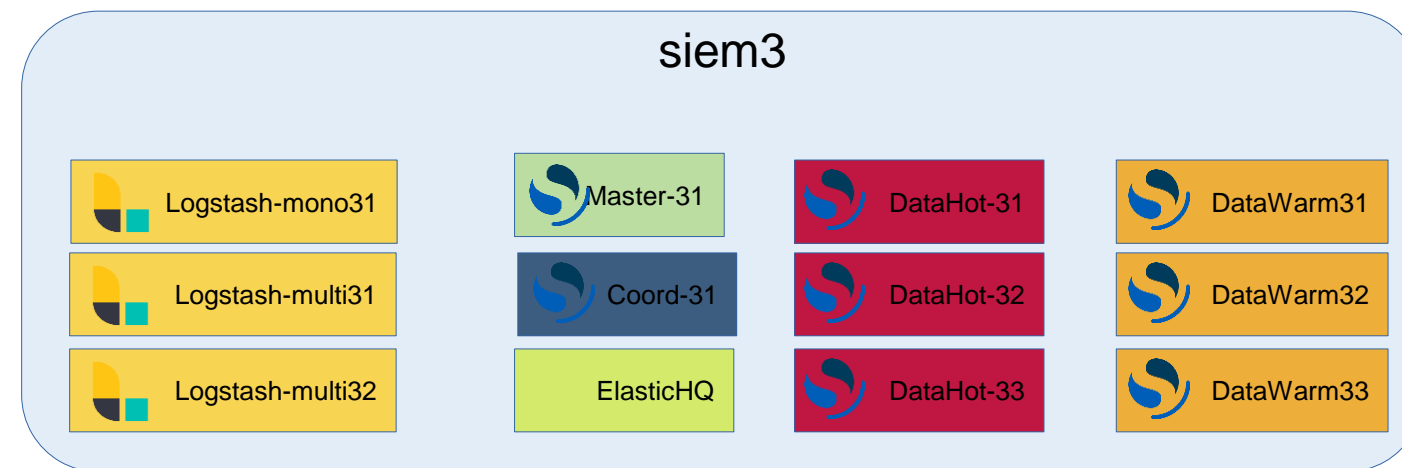 siem3
Logstash-mono31
Master-31
DataHot-31
DataWarm31
Logstash-multi31
Coord-31
DataHot-32
DataWarm32
Logstash-multi32
ElasticHQ
DataHot-33
DataWarm33